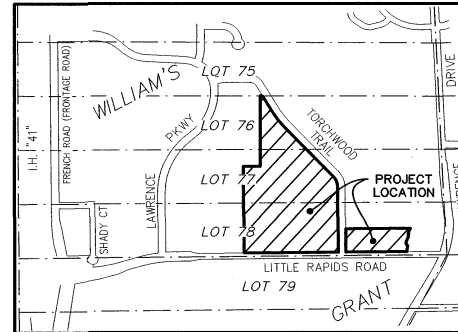 LOT 75
WILLIAM'S
DRIVE
FRENCH ROAD (FRONTAGE ROAD)
I.H. "41"
PKWY
LOT 76
TORCHWOOD
TRAIL
LOT 77
PROJECT
LOCATION
LAWRENCE
SHADY CT
LOT 78
LITTLE RAPIDS ROAD
LOT 79
GRANT